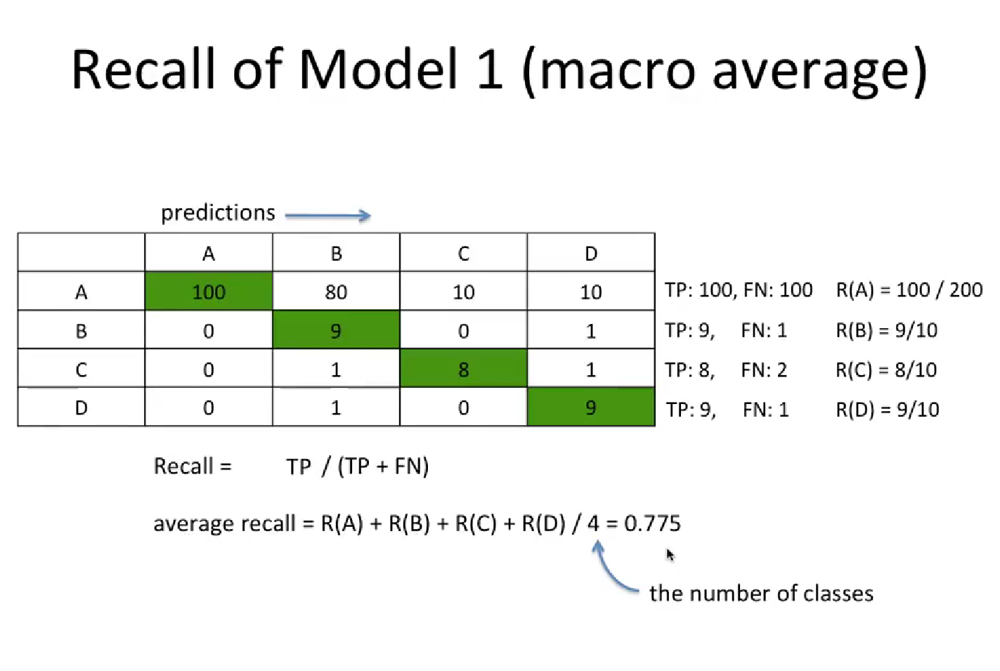 Recall of Model 1 (macro average)
predictions
A B C D
A 100 80 10 10 TP: 100, FN: 100 R(A) = 100 / 200
B 0 9 0 1 TP: 9, FN: 1 R(B) = 9/10
C 0 1 8 1 TP: 8, FN: 2 R(C) = 8/10
D 0 1 0 9 TP: 9, FN: 1 R(D) = 9/10
Recall = TP / (TP + FN)
average recall = R(A) + R(B) + R(C) + R(D) / 4 = 0.775
the number of classes